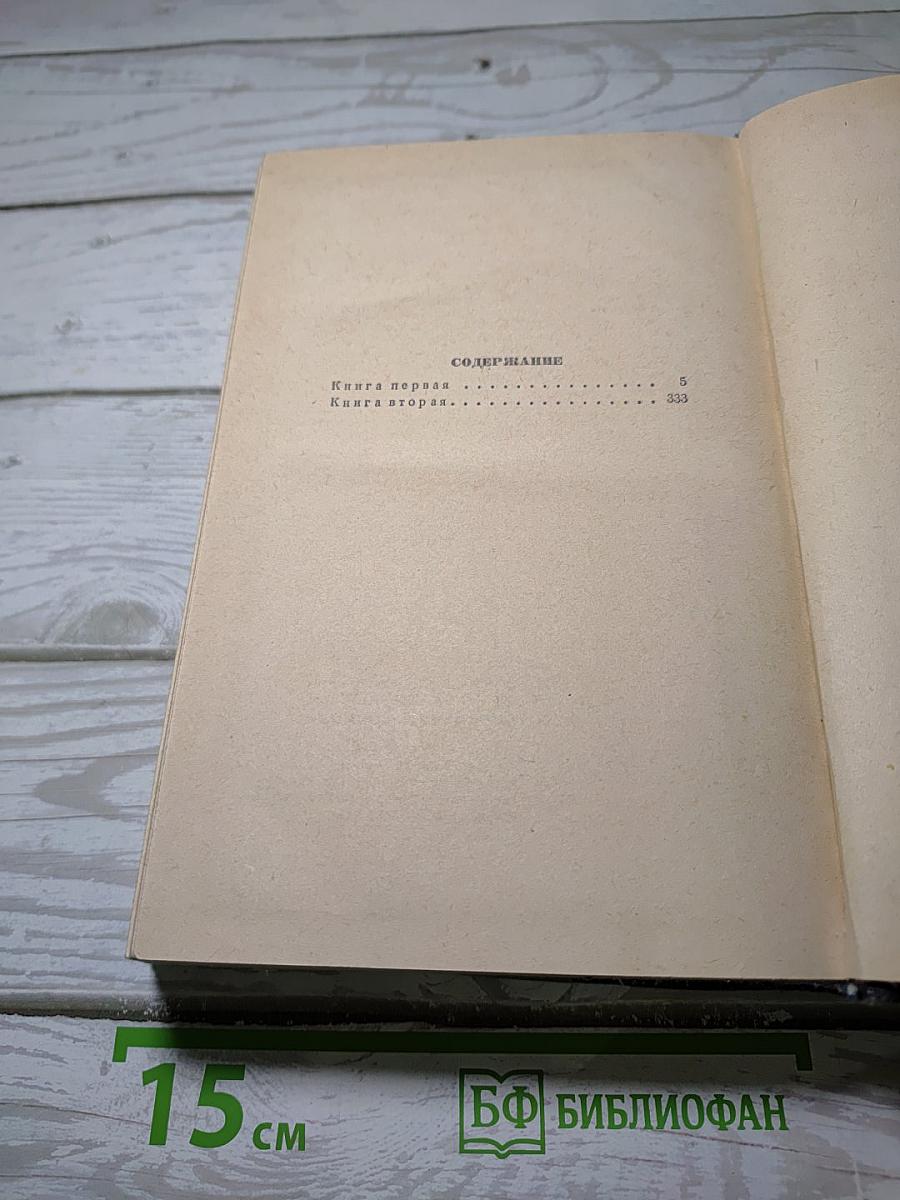 СОДЕРЖАНИЕ
Книга первая . . . . . . . . . . . . . . . 5
Книга вторая. . . . . . . . . . . . . . . . 333
15 см
БФ БИБЛИОФАН